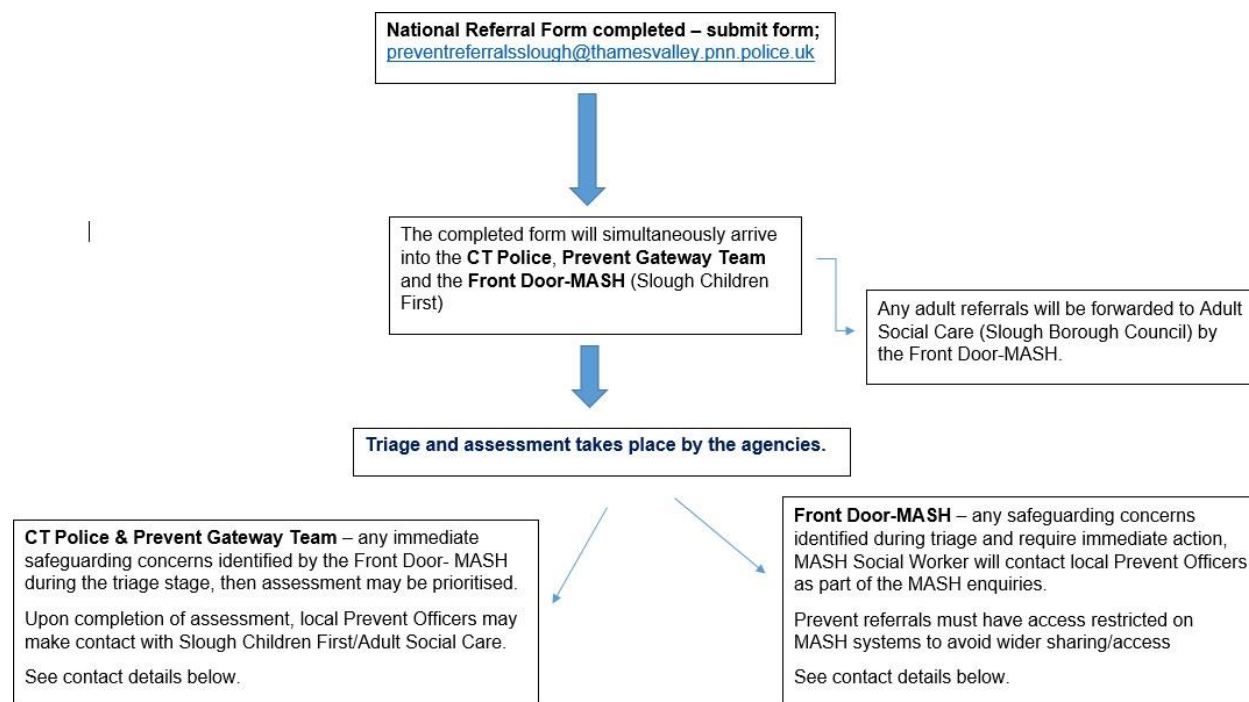 National Referral Form completed – submit form;
preventreferralsslough@thamesvalley.pnn.police.uk
The completed form will simultaneously arrive
into the CT Police, Prevent Gateway Team
and the Front Door-MASH (Slough Children
First)
Any adult referrals will be forwarded to Adult
Social Care (Slough Borough Council) by
the Front Door-MASH.
Triage and assessment takes place by the agencies.
CT Police & Prevent Gateway Team – any immediate
safeguarding concerns identified by the Front Door- MASH
during the triage stage, then assessment may be prioritised.
Upon completion of assessment, local Prevent Officers may
make contact with Slough Children First/Adult Social Care.
See contact details below.
Front Door-MASH – any safeguarding concerns
identified during triage and require immediate action,
MASH Social Worker will contact local Prevent Officers
as part of the MASH enquiries.
Prevent referrals must have access restricted on
MASH systems to avoid wider sharing/access
See contact details below.